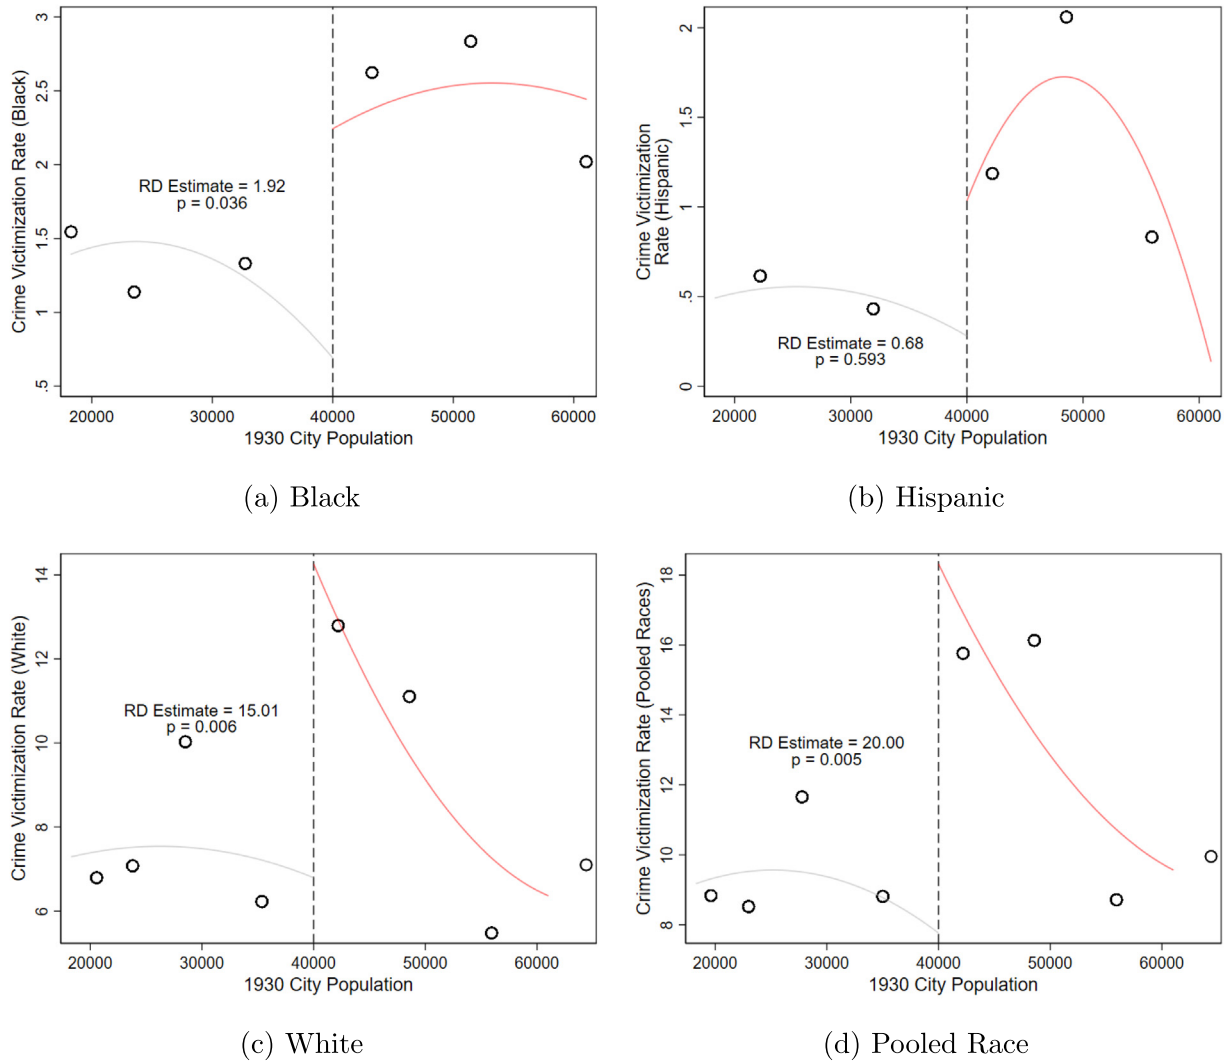 3
2.5
2
1.5
1
.5
Crime Victimization Rate (Black)
RD Estimate = 1.92
p = 0.036
20000 30000 40000 50000 60000
1930 City Population
(a) Black
2
1.5
1
.5
0
Crime Victimization
Rate (Hispanic)
RD Estimate = 0.68
p = 0.593
20000 30000 40000 50000 60000
1930 City Population
(b) Hispanic
14
12
10
8
6
Crime Victimization Rate (White)
RD Estimate = 15.01
p = 0.006
20000 30000 40000 50000 60000
1930 City Population
(c) White
18
16
14
12
10
8
Crime Victimization Rate (Pooled Races)
RD Estimate = 20.00
p = 0.005
20000 30000 40000 50000 60000
1930 City Population
(d) Pooled Race